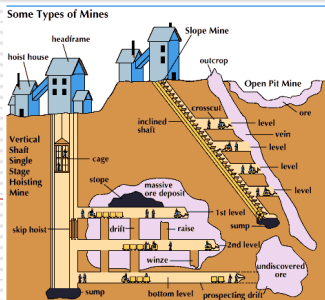 Some Types of Mines
headframe
hoist house
Slope Mine
outcrop
Open Pit Mine
ore
crosscut
level
vein
level
level
level
inclined
shaft
Vertical
Shaft
Single
Stage
Hoisting
Mine
cage
stope
massive
ore deposit
1st level
sump
skip hoist
drift
raise
2nd level
winze
undiscovered
ore
sump
bottom level
prospecting drift